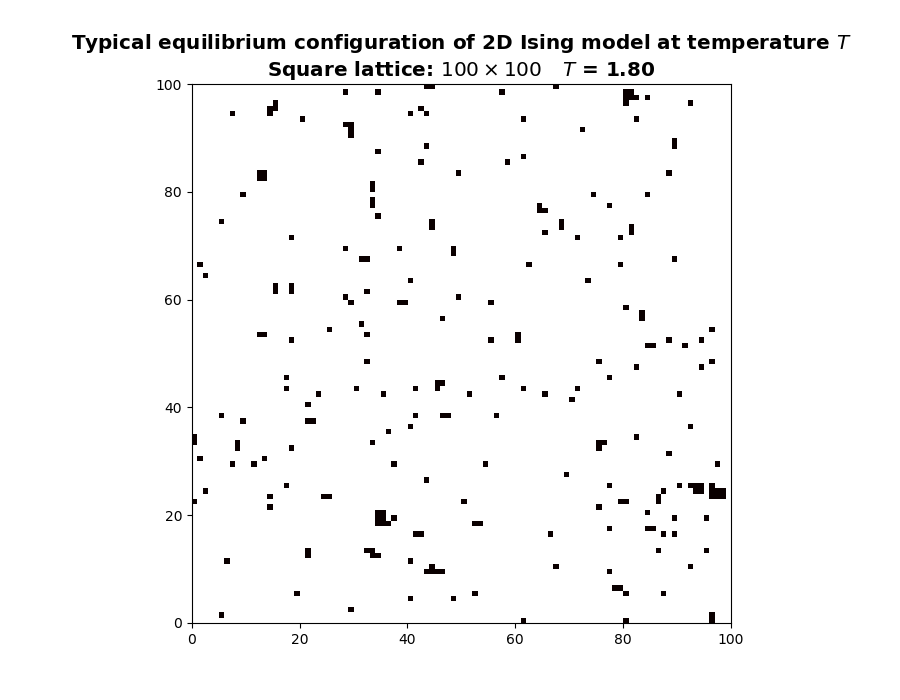 Typical equilibrium configuration of 2D Ising model at temperature T
Square lattice: 100 × 100 T = 1.80
100
80
60
40
20
0
0 20 40 60 80 100